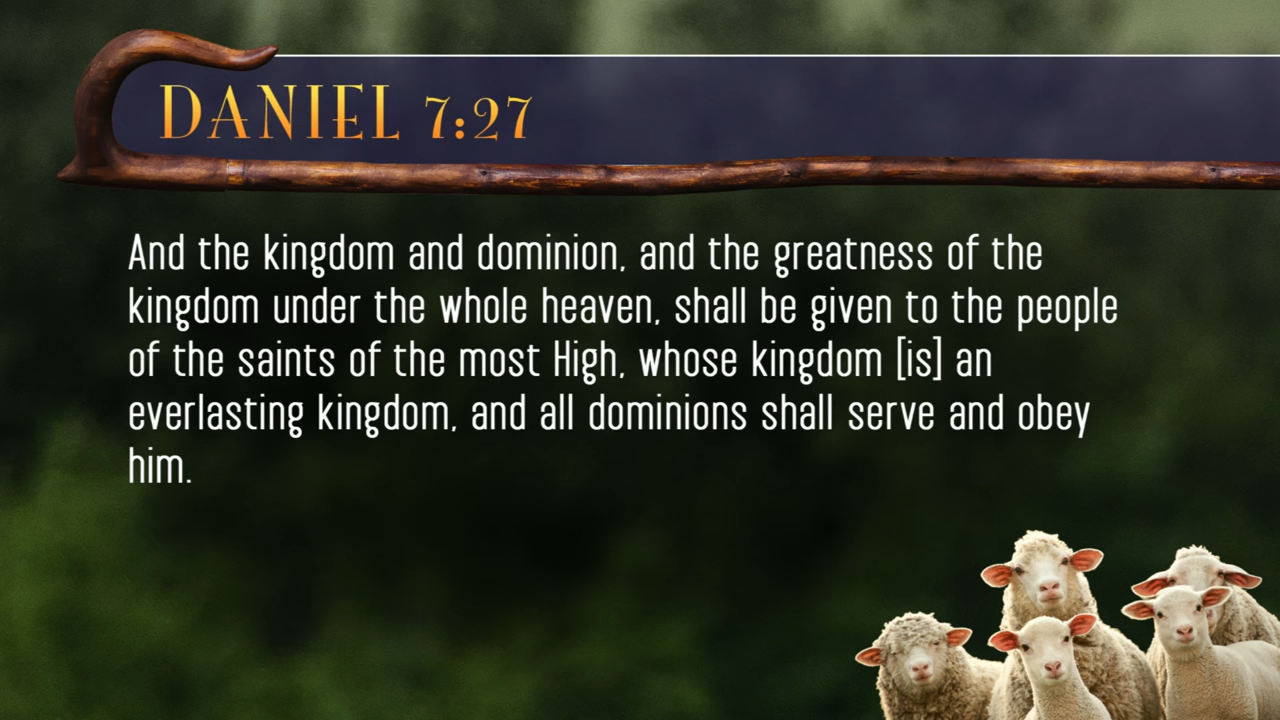 DANIEL 7:27
And the kingdom and dominion, and the greatness of the
kingdom under the whole heaven, shall be given to the people
of the saints of the most High, whose kingdom [is] an
everlasting kingdom, and all dominions shall serve and obey
him.